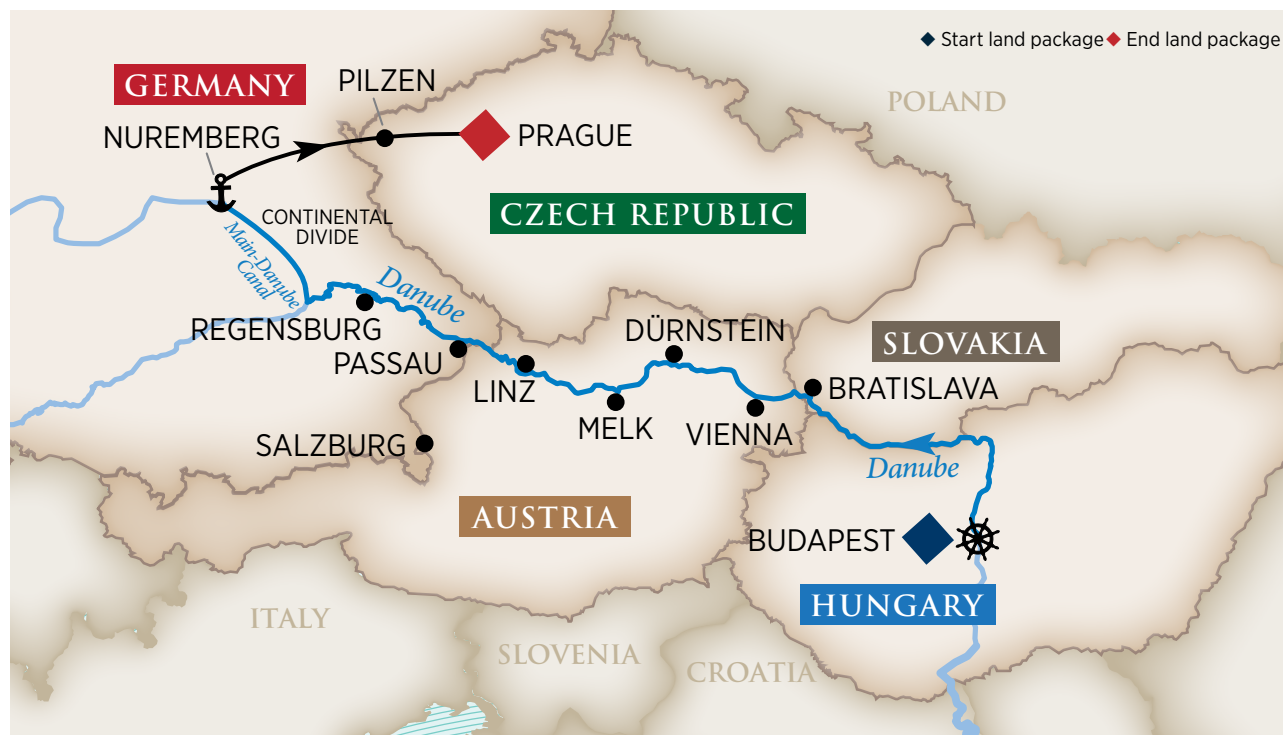 Start land package
End land package
GERMANY
PILZEN
POLAND
NUREMBERG
PRAGUE
CZECH REPUBLIC
CONTINENTAL
DIVIDE
Main-Danube
Canal
Danube
REGENSBURG
DÜRNSTEIN
SLOVAKIA
PASSAU
LINZ
BRATISLAVA
MELK
VIENNA
SALZBURG
Danube
AUSTRIA
BUDAPEST
HUNGARY
ITALY
SLOVENIA
CROATIA